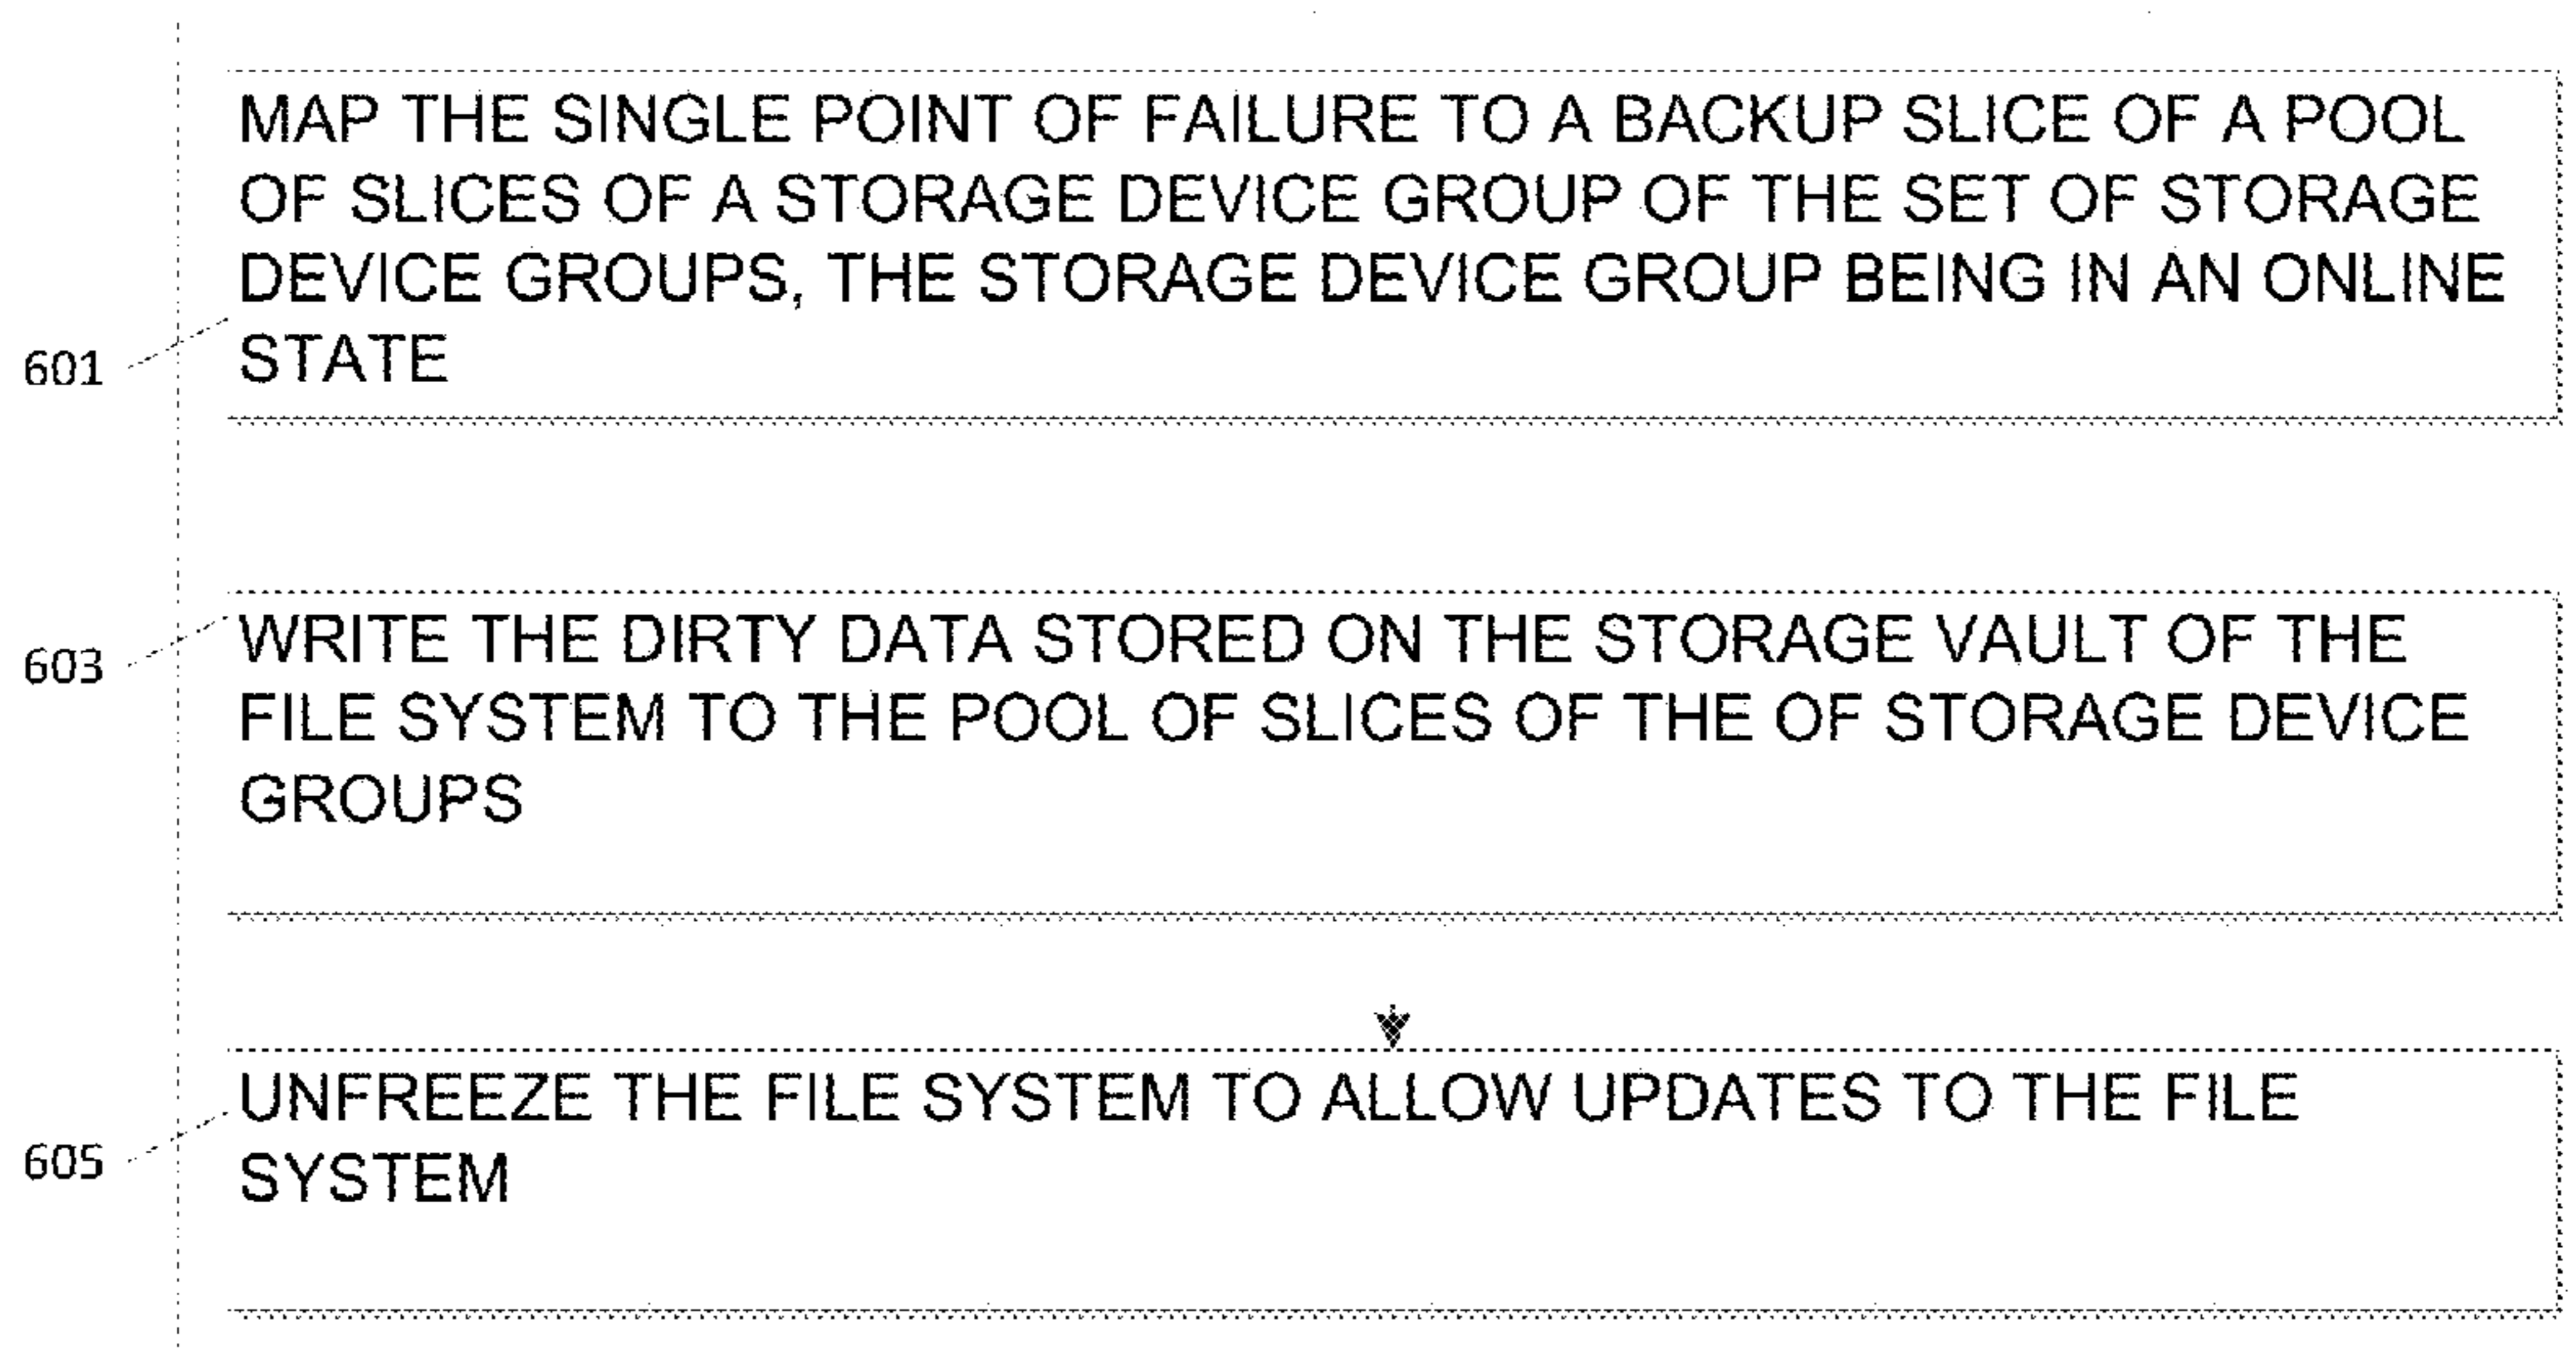 MAP THE SINGLE POINT OF FAILURE TO A BACKUP SLICE OF A POOL
OF SLICES OF A STORAGE DEVICE GROUP OF THE SET OF STORAGE
DEVICE GROUPS, THE STORAGE DEVICE GROUP BEING IN AN ONLINE
STATE
601
WRITE THE DIRTY DATA STORED ON THE STORAGE VAULT OF THE
FILE SYSTEM TO THE POOL OF SLICES OF THE OF STORAGE DEVICE
GROUPS
603
UNFREEZE THE FILE SYSTEM TO ALLOW UPDATES TO THE FILE
SYSTEM
605